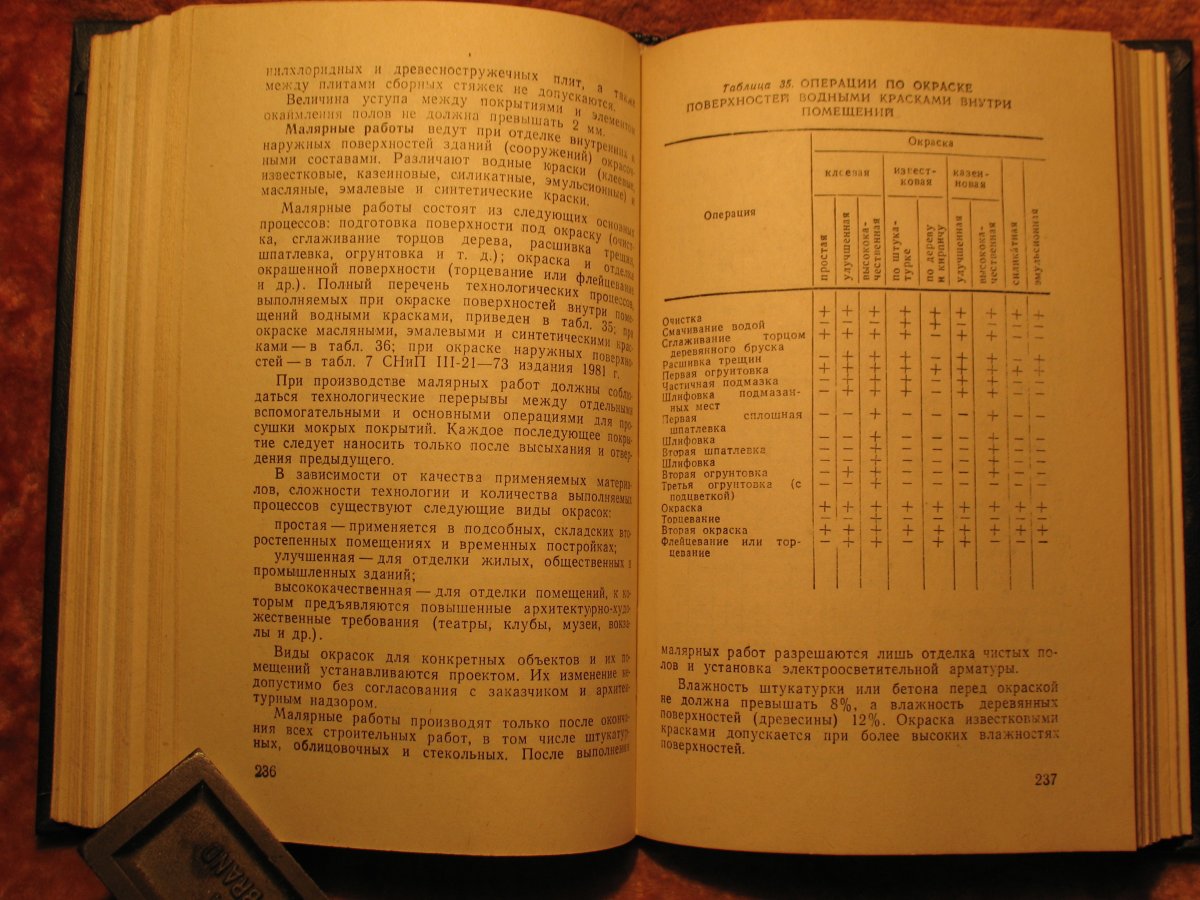 нилхлоридных и древесностружечных плит, а также
между плитами сборных стяжек не допускаются.
Величина уступа между покрытиями и элементом
окаймления полов не должна превышать 2 мм.
Малярные работы ведут при отделке внутренних и
наружных поверхностей зданий (сооружений) окрасоч-
ными составами. Различают водные краски (клеевые,
известковые, казеиновые, силикатные, эмульсионные) и
масляные, эмалевые и синтетические краски.
Малярные работы состоят из следующих основных
процессов: подготовка поверхности под окраску (очист-
ка, сглаживание торцов дерева, расшивка трещин,
шпатлевка, огрунтовка и т. д.); окраска и отделка
окрашенной поверхности (торцевание или флейцевание
и др.). Полный перечень технологических процессов,
выполняемых при окраске поверхностей внутри поме-
щений водными красками, приведен в табл. 35; при
окраске масляными, эмалевыми и синтетическими крас-
ками — в табл. 36; при окраске наружных поверхно-
стей — в табл. 7 СНиП III-21—73 издания 1981 г.
При производстве малярных работ должны соблю-
даться технологические перерывы между отдельными
вспомогательными и основными операциями для про-
сушки мокрых покрытий. Каждое последующее покры-
тие следует наносить только после высыхания и отвер-
дения предыдущего.
В зависимости от качества применяемых материа-
лов, сложности технологии и количества выполняемых
процессов существуют следующие виды окрасок:
простая — применяется в подсобных, складских вто-
ростепенных помещениях и временных постройках;
улучшенная — для отделки жилых, общественных и
промышленных зданий;
высококачественная — для отделки помещений, к ко-
торым предъявляются повышенные архитектурно-худо-
жественные требования (театры, клубы, музеи, вокза-
лы и др.).
Виды окрасок для конкретных объектов и их по-
мещений устанавливаются проектом. Их изменение не-
допустимо без согласования с заказчиком и архитек-
турным надзором.
Малярные работы производят только после оконча-
ния всех строительных работ, в том числе штукатур-
ных, облицовочных и стекольных. После выполнения
236
Таблица 35. ОПЕРАЦИИ ПО ОКРАСКЕ
ПОВЕРХНОСТЕЙ ВОДНЫМИ КРАСКАМИ ВНУТРИ
ПОМЕЩЕНИЙ
Операция
Окраска
клеевая
извест-
ковая
казеи-
новая
простая
улучшенная
высокока-
чественная
по штука-
турке
по дереву
и кирпичу
улучшенная
высокока-
чественная
силикатная
эмульсионная
Очистка + + + + + + + + +
Смачивание водой — — — + + — — — —
Сглаживание торцом + + + + — + + + —
деревянного бруска
Расшивка трещин — + + + — + + — +
Первая огрунтовка + + + + + + + + +
Частичная подмазка — + + + — + + — —
Шлифовка подмазан- — + + + — + + — +
ных мест
Первая сплошная — — + — — — + — —
шпатлевка
Шлифовка — — + — — — + — —
Вторая шпатлевка — — + — — — + — —
Шлифовка — — + — — — + — —
Вторая огрунтовка — + + — — — + — —
Третья огрунтовка (с — — + — — — — — —
подцветкой)
Окраска + + + + + + + + +
Торцевание — — + — — — — — —
Вторая окраска + + + + + + + + +
Флейцевание или тор- — + + — — + + — —
цевание
малярных работ разрешаются лишь отделка чистых по-
лов и установка электроосветительной арматуры.
Влажность штукатурки или бетона перед окраской
не должна превышать 8%, а влажность деревянных
поверхностей (древесины) 12%. Окраска известковыми
красками допускается при более высоких влажностях
поверхностей.
237
BRAND